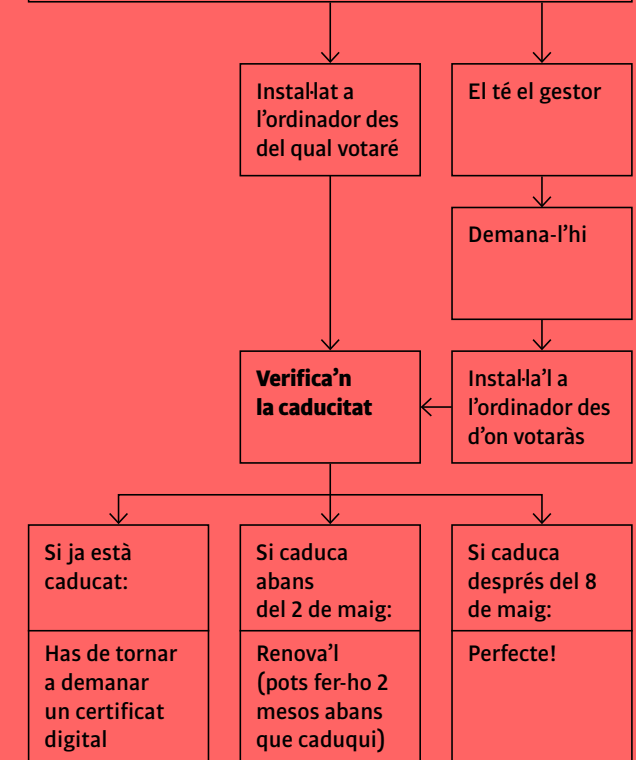 Instal·lat a
l’ordinador des
del qual votaré
El té el gestor
Demana-l’hi
Verifica’n
la caducitat
Instal·la’l a
l’ordinador des
d’on votaràs
Si ja està
caducat:
Has de tornar
a demanar
un certificat
digital
Si caduca
abans
del 2 de maig:
Renova’l
(pots fer-ho 2
mesos abans
que caduqui)
Si caduca
després del 8
de maig:
Perfecte!